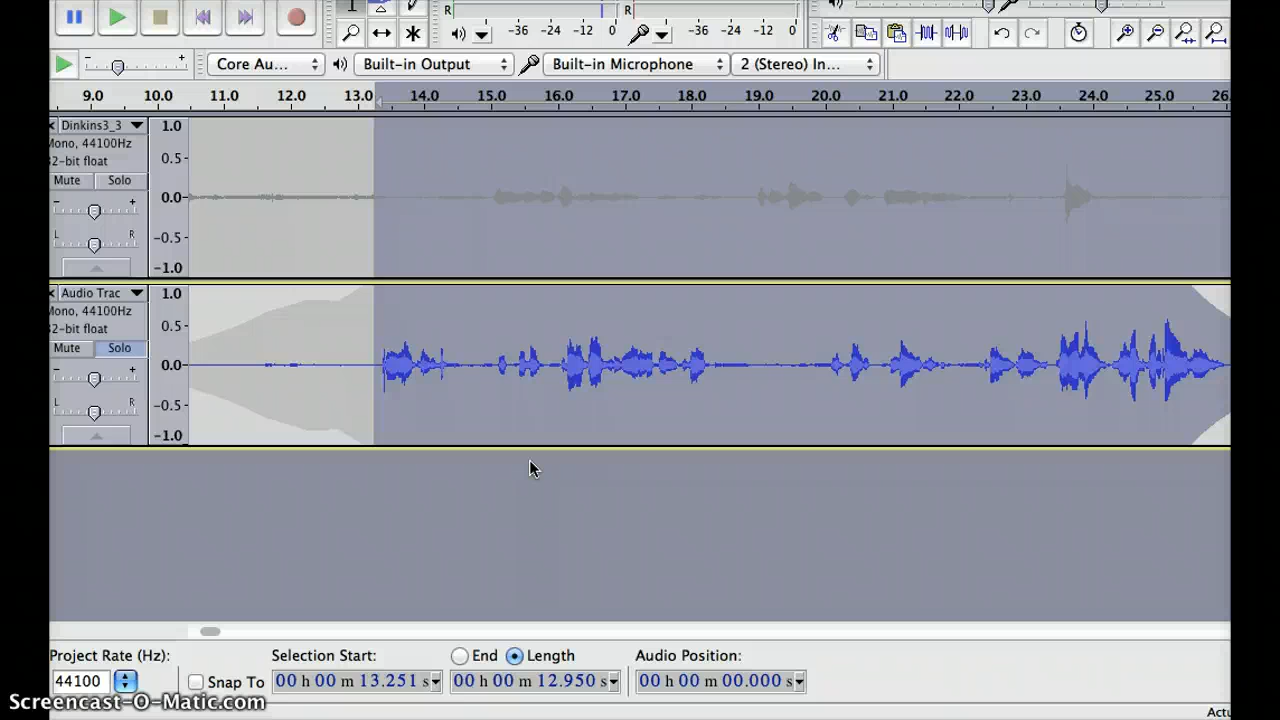 R R
-36 -24 -12 0 -36 -24 -12 0
Core Au... Built-in Output Built-in Microphone 2 (Stereo) In...
9.0 10.0 11.0 12.0 13.0 14.0 15.0 16.0 17.0 18.0 19.0 20.0 21.0 22.0 23.0 24.0 25.0 26.
Dinkins3_3 1.0
Mono, 44100Hz
32-bit float 0.5
Mute Solo
- + 0.0
L R -0.5
-1.0
Audio Trac 1.0
Mono, 44100Hz
32-bit float 0.5
Mute Solo
- + 0.0
L R -0.5
-1.0
Project Rate (Hz): Selection Start: End Length Audio Position:
44100 Snap To 00 h 00 m 13.251 s 00 h 00 m 12.950 s 00 h 00 m 00.000 s
Screencast-O-Matic.com Actu